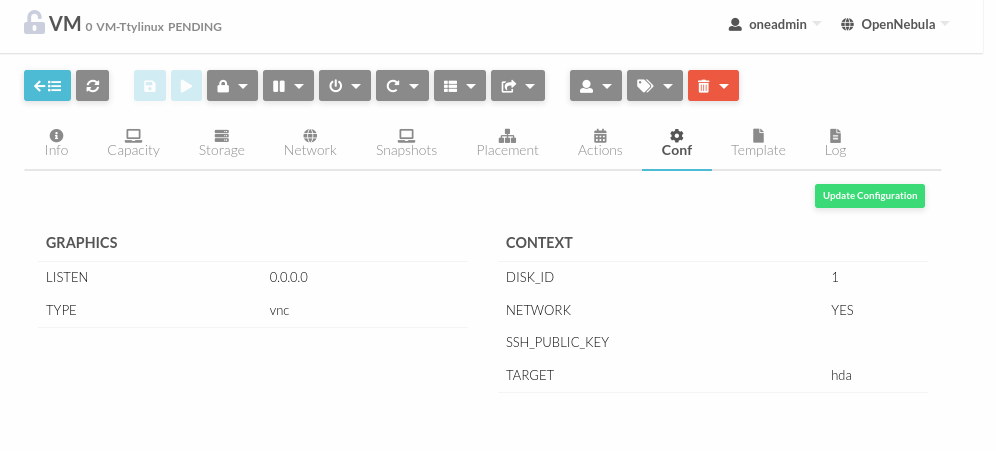 VM 0 VM-Ttylinux PENDING
oneadmin OpenNebula
Info Capacity Storage Network Snapshots Placement Actions Conf Template Log
Update Configuration
GRAPHICS
LISTEN 0.0.0.0
TYPE vnc
CONTEXT
DISK_ID 1
NETWORK YES
SSH_PUBLIC_KEY
TARGET hda